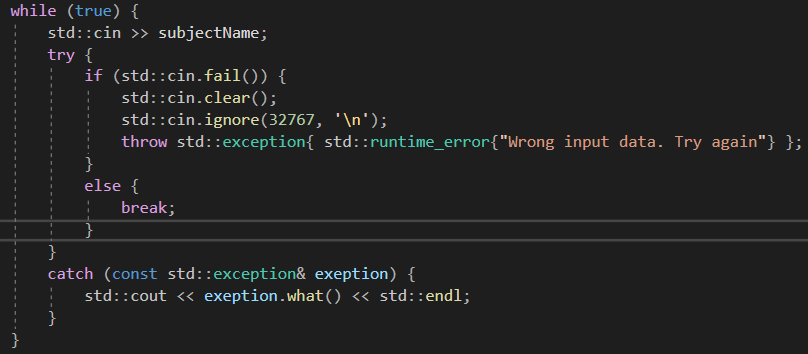 while (true) {
std::cin >> subjectName;
try {
if (std::cin.fail()) {
std::cin.clear();
std::cin.ignore(32767, '\n');
throw std::exception{ std::runtime_error{"Wrong input data. Try again"} };
}
else {
break;
}
}
catch (const std::exception& exeption) {
std::cout << exeption.what() << std::endl;
}
}